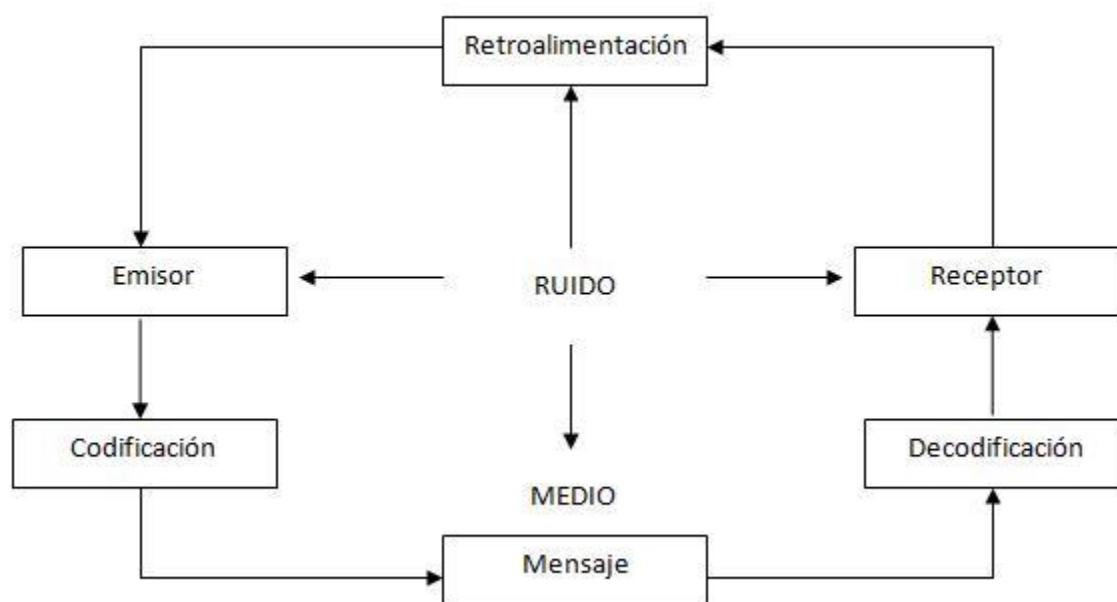 Retroalimentación
Emisor
RUIDO
Receptor
Codificación
Decodificación
MEDIO
Mensaje